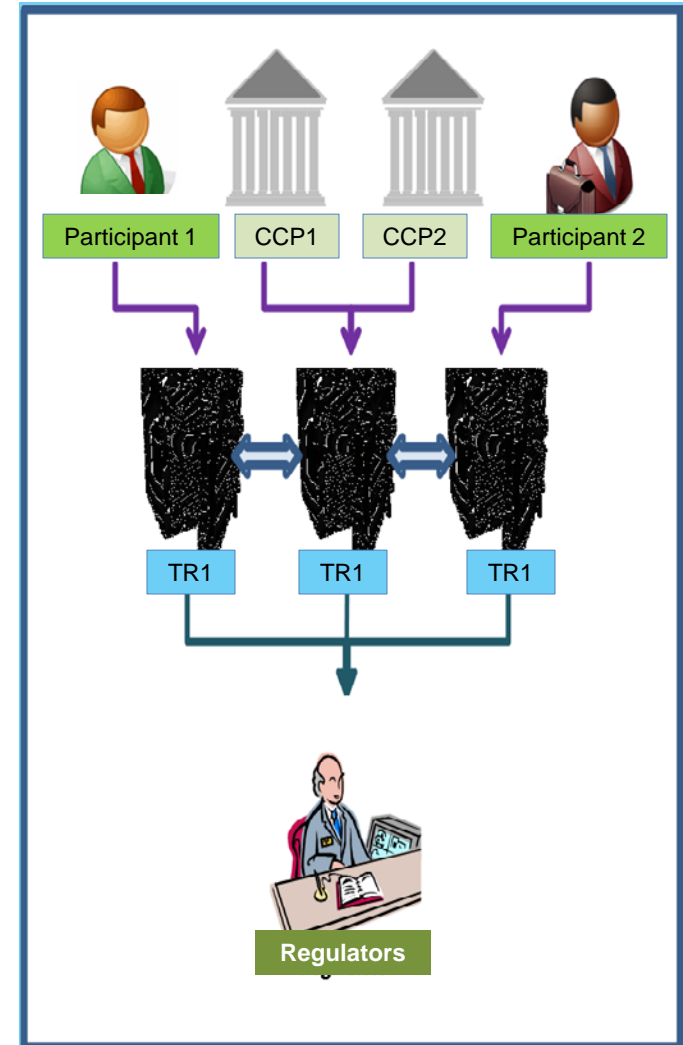 Participant 1
CCP1
CCP2
Participant 2
TR1
TR1
TR1
Regulators